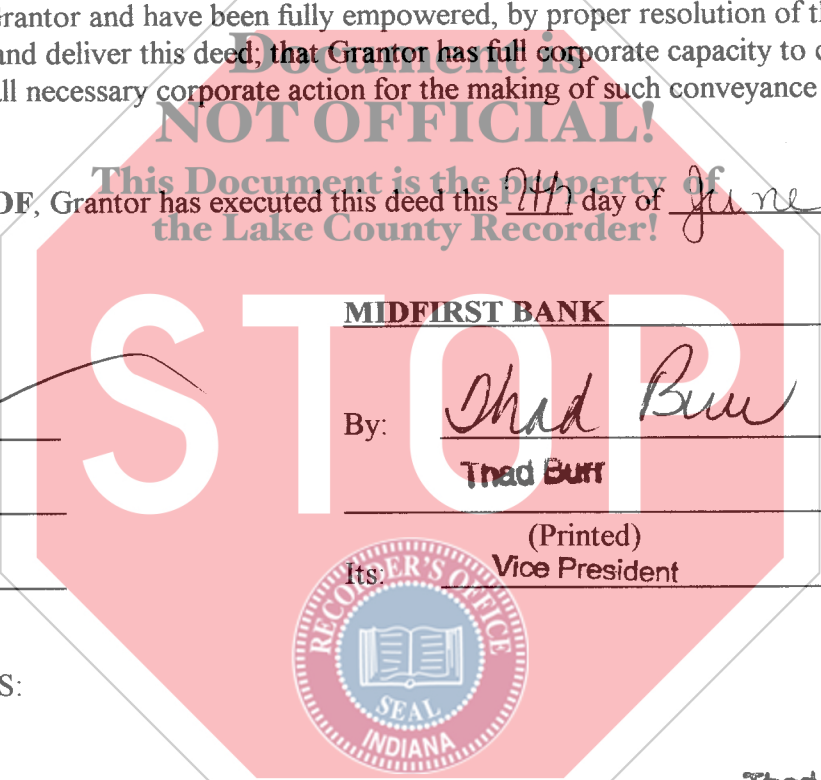 Grantor and have been fully empowered, by proper resolution of th
and deliver this deed; that Grantor has full corporate capacity to c
Document is
all necessary corporate action for the making of such conveyance
NOT OFFICIAL!
This Document is the property of
OF, Grantor has executed this deed this 7th day of June
the Lake County Recorder!
STOP
MIDFIRST BANK
By: Thad Burr
Thad Burr
(Printed)
Its: Vice President
RECORDER'S OFFICE
SEAL
INDIANA
S: